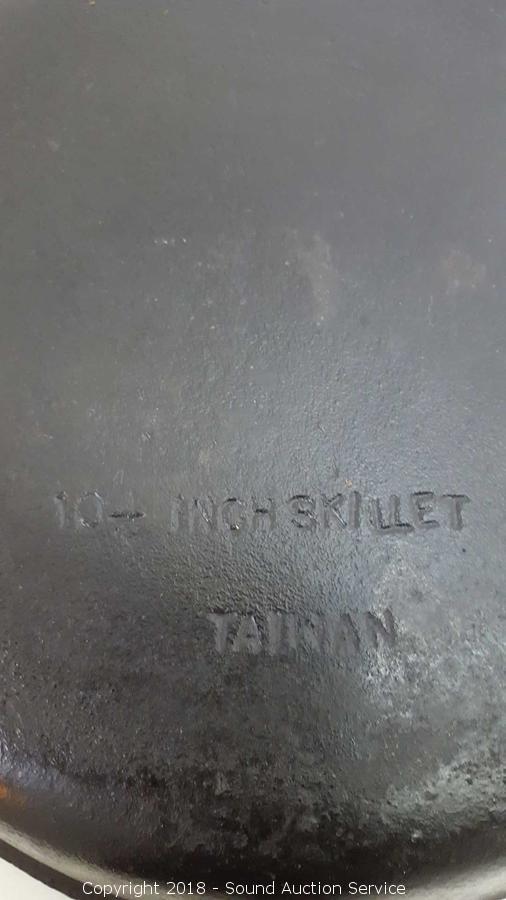 10- INCH SKILLET
TAIWAN
Copyright 2018 - Sound Auction Service